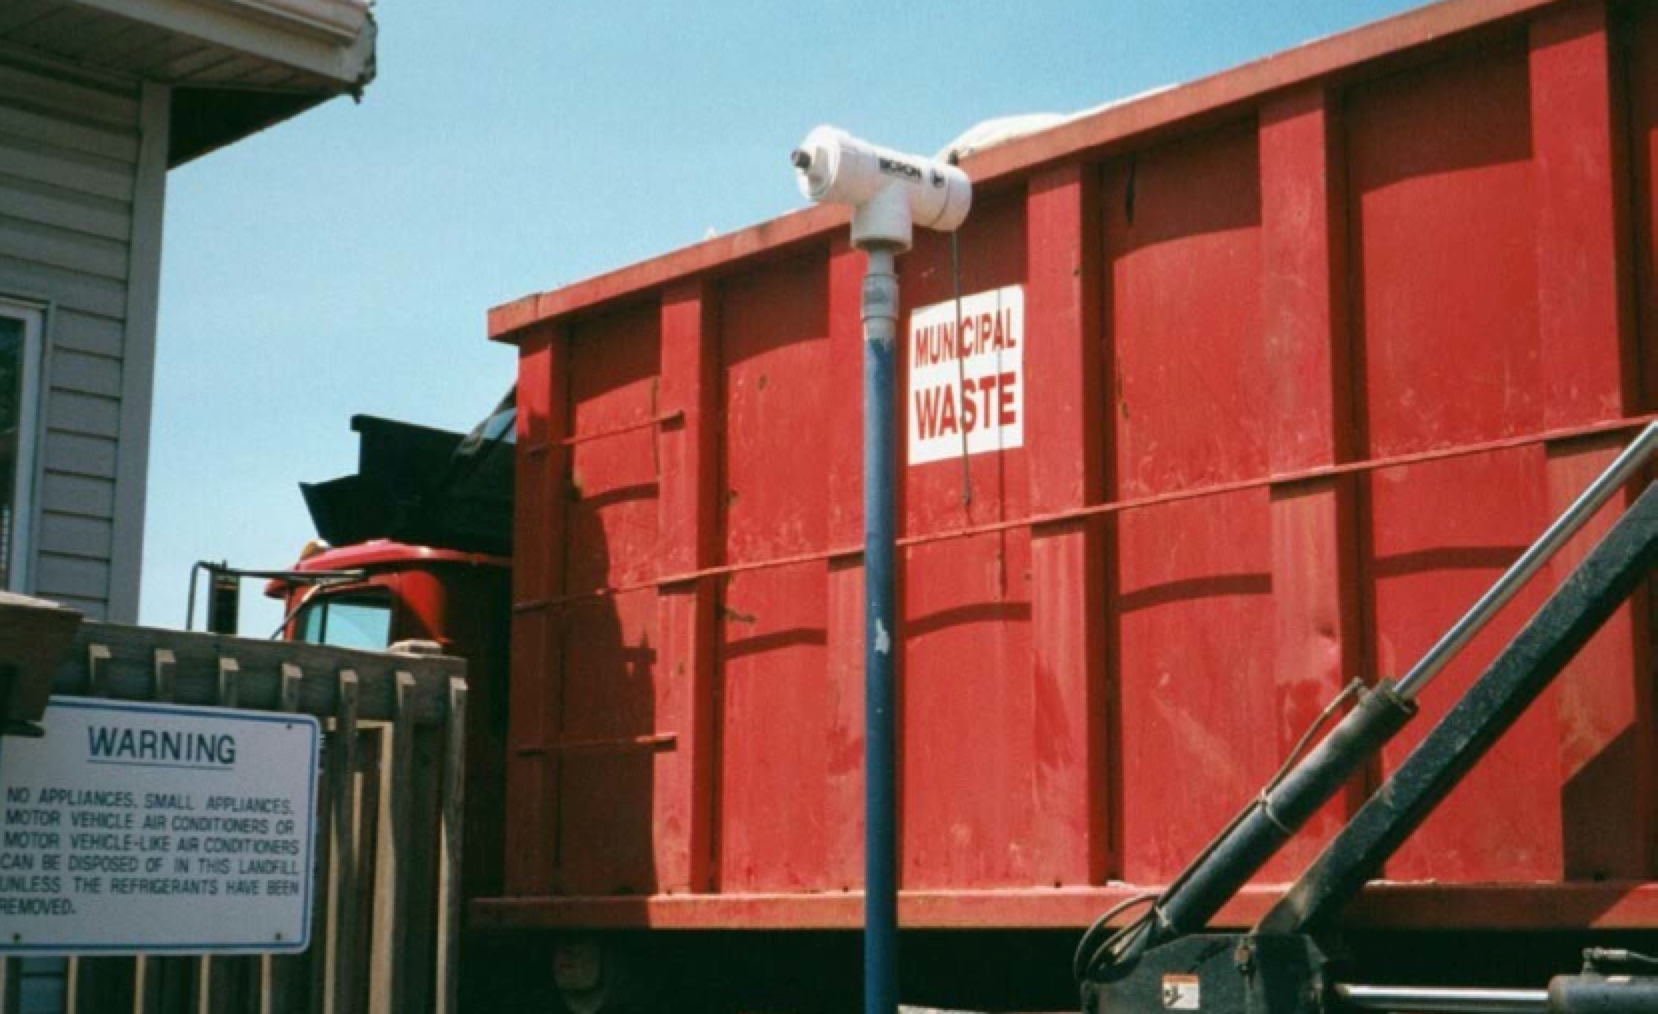 MUNICIPAL
WASTE
WARNING
NO APPLIANCES, SMALL APPLIANCES,
MOTOR VEHICLE AIR CONDITIONERS OR
MOTOR VEHICLE-LIKE AIR CONDITIONERS
CAN BE DISPOSED OF IN THIS LANDFILL
UNLESS THE REFRIGERANTS HAVE BEEN
REMOVED.